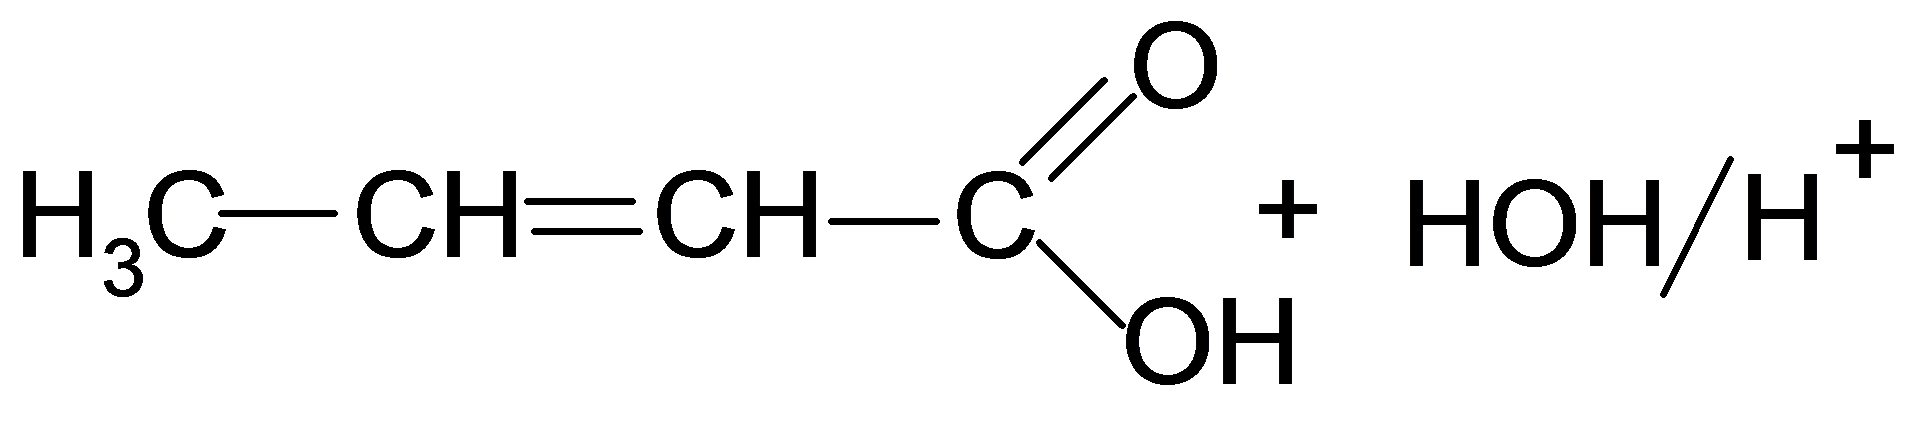 O
H3C CH CH C + HOH/H+
OH